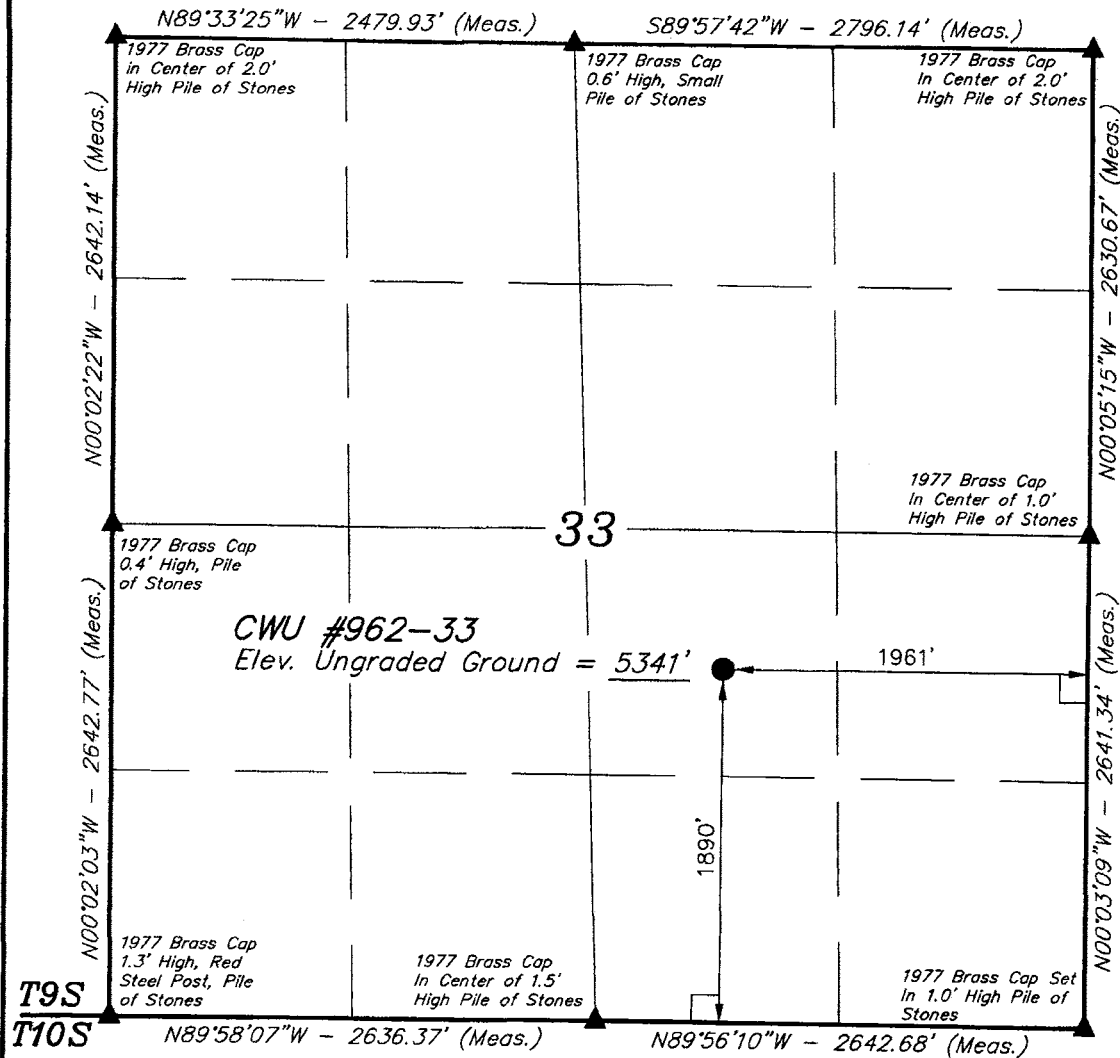 N89°33'25"W - 2479.93' (Meas.)
S89°57'42"W - 2796.14' (Meas.)
1977 Brass Cap
in Center of 2.0'
High Pile of Stones
1977 Brass Cap
0.6' High, Small
Pile of Stones
1977 Brass Cap
In Center of 2.0'
High Pile of Stones
N00°02'22"W - 2642.14' (Meas.)
N00°05'15"W - 2630.67' (Meas.)
1977 Brass Cap
In Center of 1.0'
High Pile of Stones
33
1977 Brass Cap
0.4' High, Pile
of Stones
CWU #962-33
Elev. Ungraded Ground = 5341'
1961'
N00°02'03"W - 2642.77' (Meas.)
N00°03'09"W - 2641.34' (Meas.)
1890'
1977 Brass Cap
1.3' High, Red
Steel Post, Pile
of Stones
1977 Brass Cap
In Center of 1.5'
High Pile of Stones
1977 Brass Cap Set
In 1.0' High Pile of
Stones
T9S
T10S
N89°58'07"W - 2636.37' (Meas.)
N89°56'10"W - 2642.68' (Meas.)